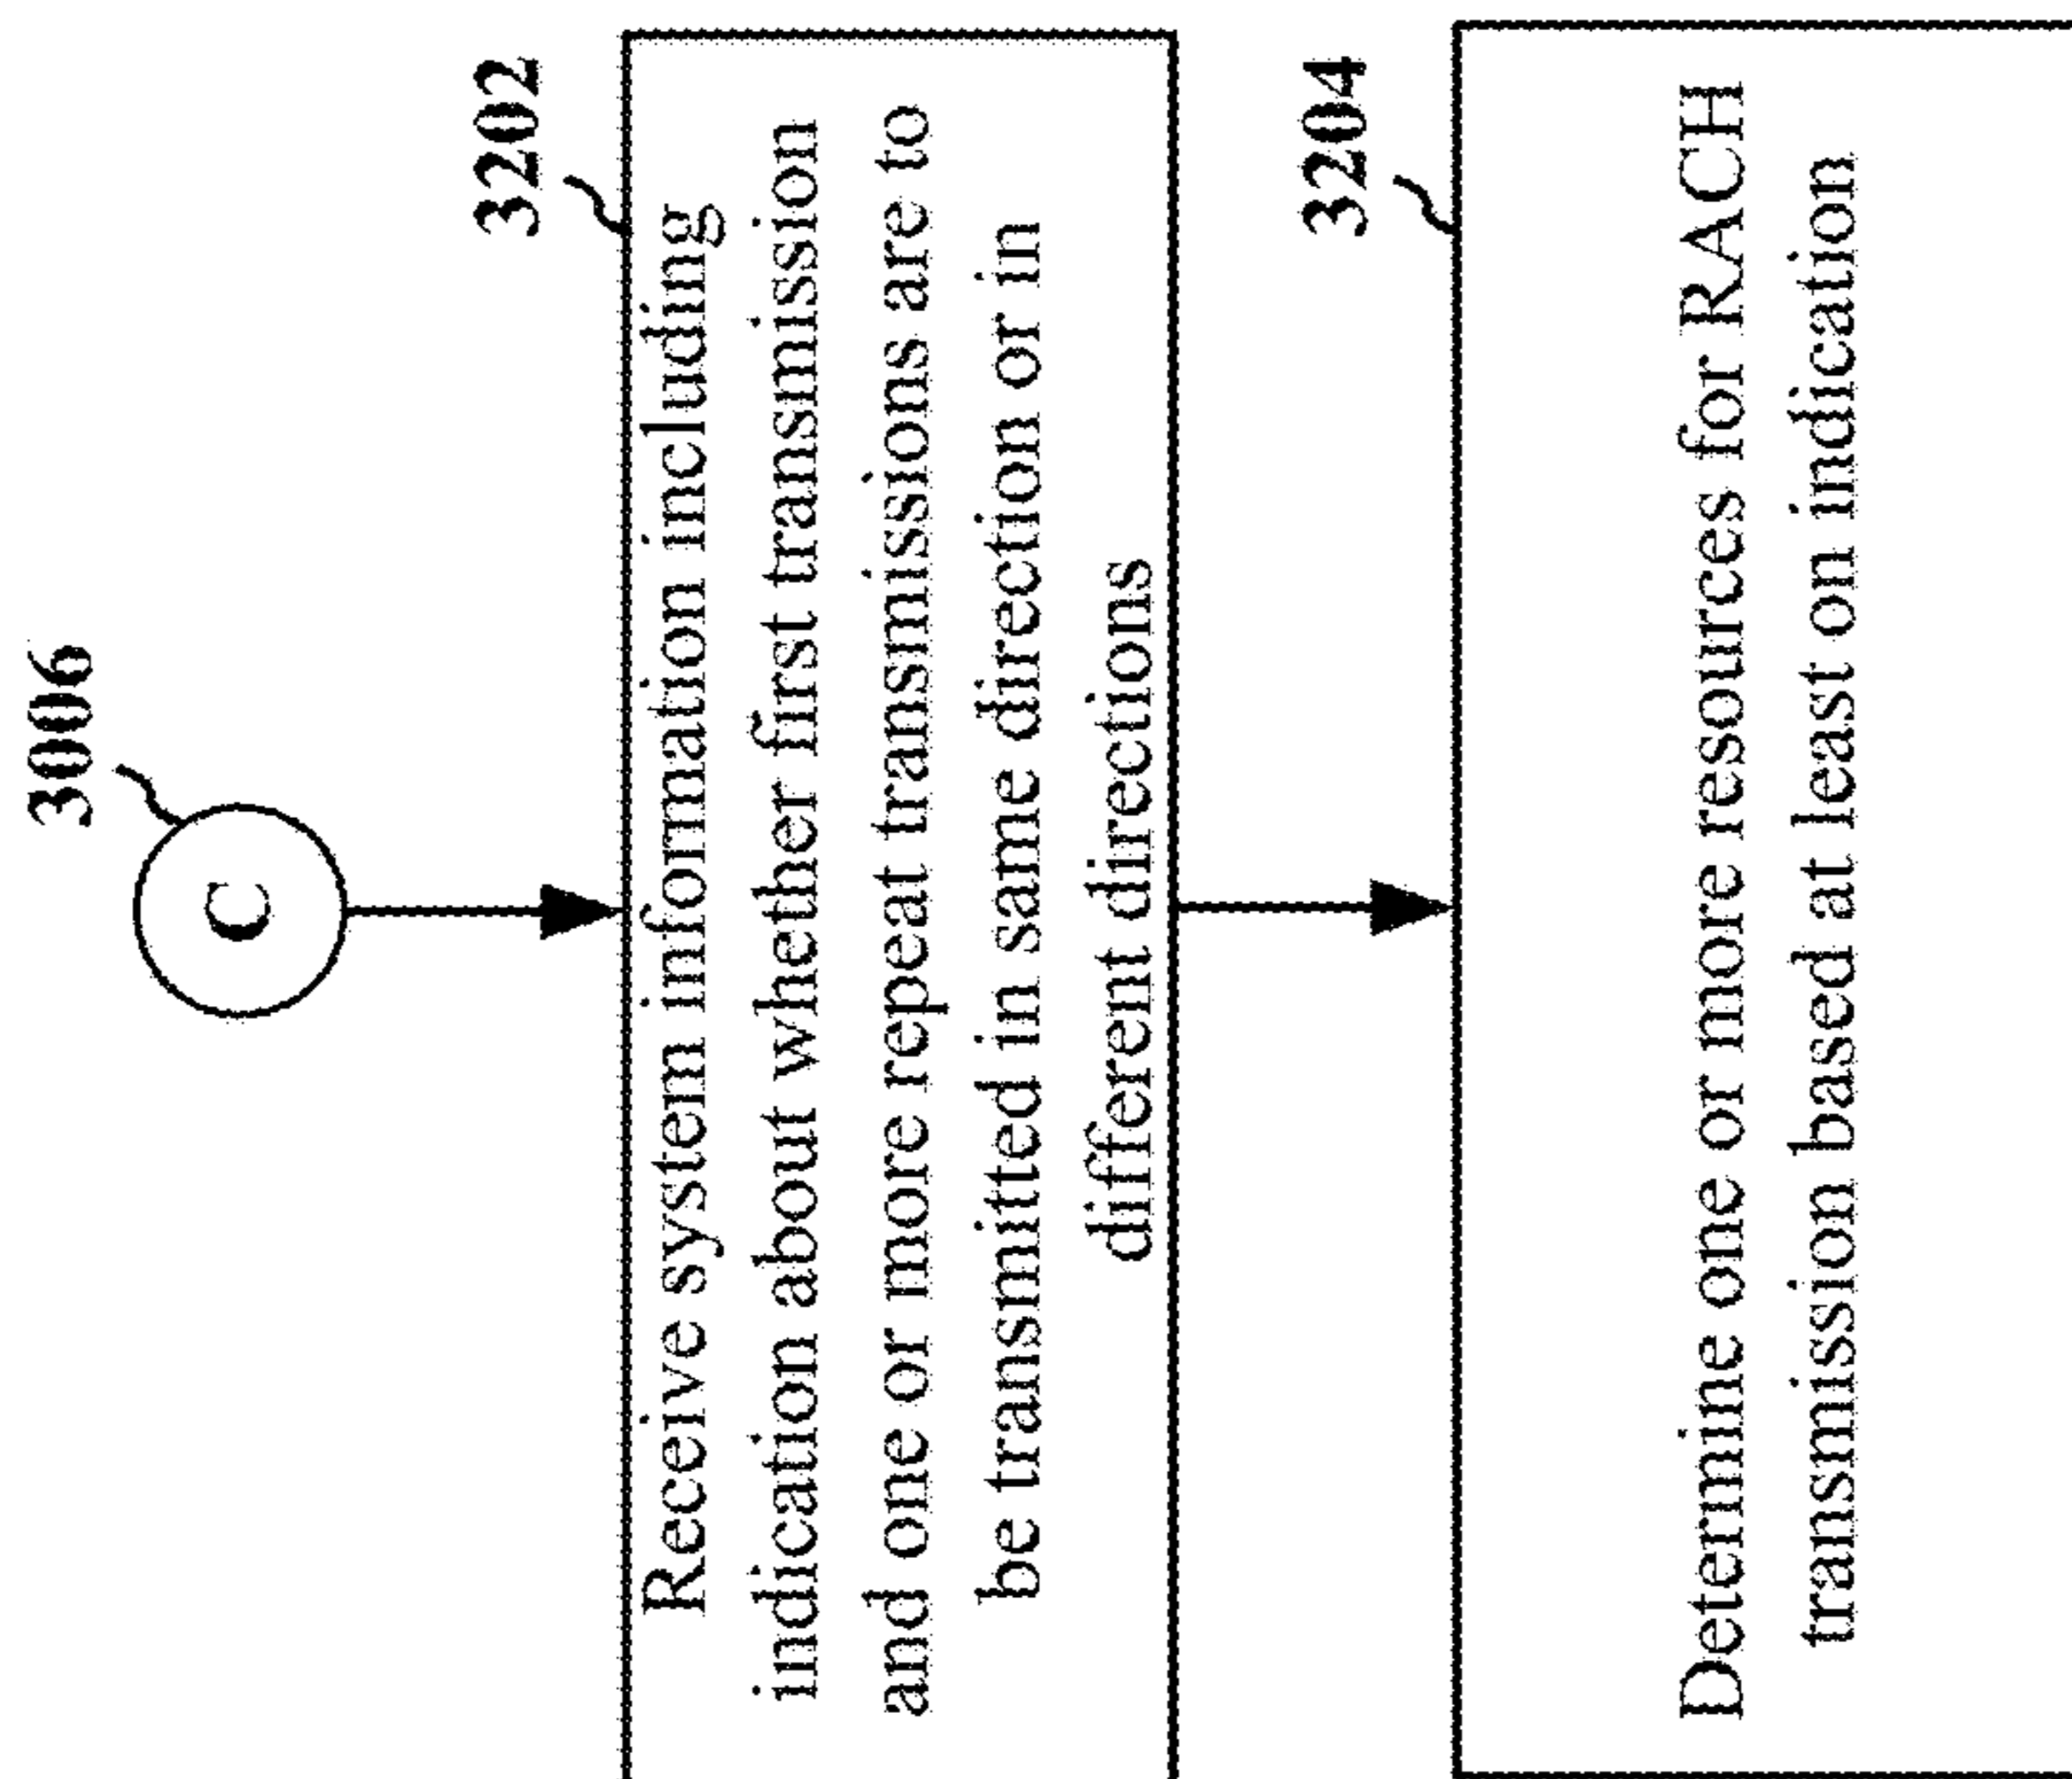 3006
C
3202
Receive system information including
indication about whether first transmission
and one or more repeat transmissions are to
be transmitted in same direction or in
different directions
3204
Determine one or more resources for RACH
transmission based at least on indication